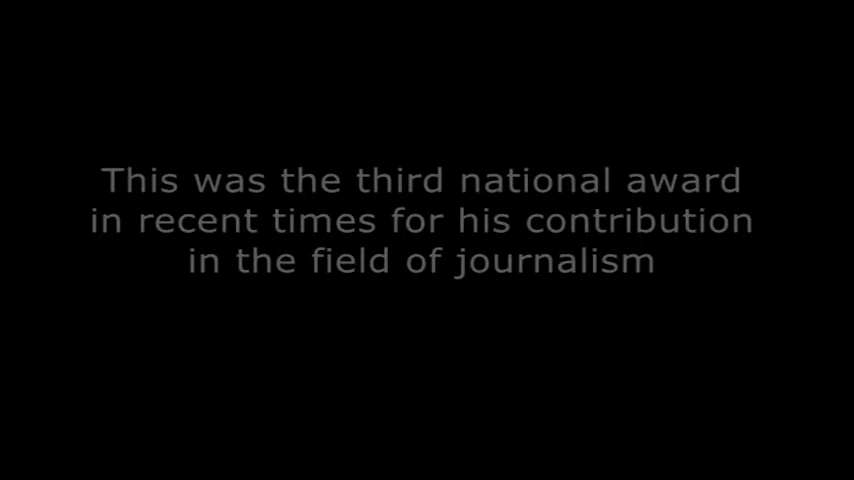 This was the third national award
in recent times for his contribution
in the field of journalism